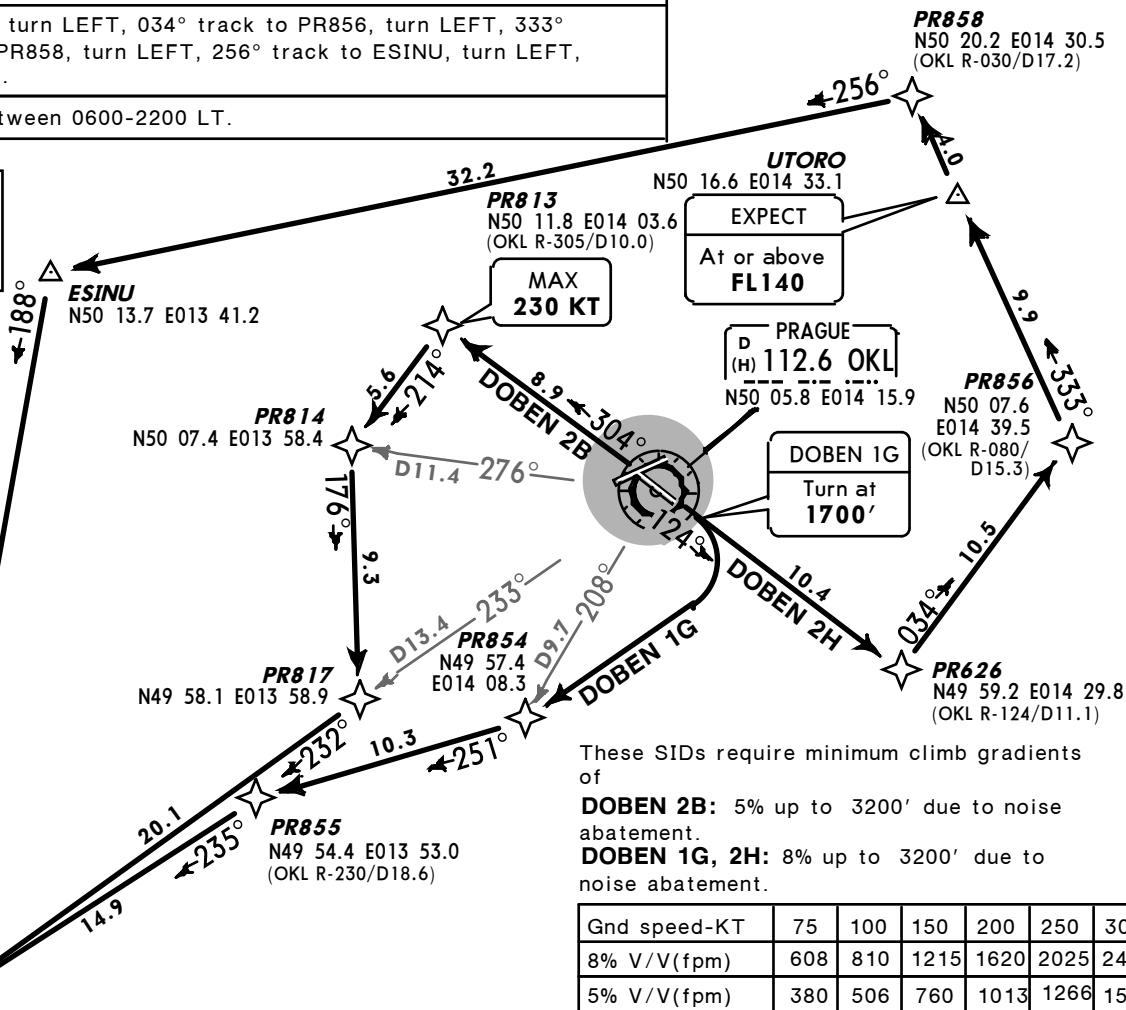 turn LEFT, 034° track to PR856, turn LEFT, 333°
PR858, turn LEFT, 256° track to ESINU, turn LEFT,
.
tween 0600-2200 LT.
PR858
N50 20.2 E014 30.5
(OKL R-030/D17.2)
256°
4.0
32.2
UTORO
N50 16.6 E014 33.1
EXPECT
At or above
FL140
PR813
N50 11.8 E014 03.6
(OKL R-305/D10.0)
MAX
230 KT
ESINU
N50 13.7 E013 41.2
188°
9.9
333°
PRAGUE
D
(H) 112.6 OKL
N50 05.8 E014 15.9
PR856
N50 07.6
E014 39.5
(OKL R-080/
D15.3)
5.6
214°
8.9
304°
DOBEN 2B
PR814
N50 07.4 E013 58.4
D11.4 276°
DOBEN 1G
Turn at
1700'
176°
9.3
124°
10.4
DOBEN 2H
10.5
034°
D13.4 233°
D9.7 208°
PR854
N49 57.4
E014 08.3
DOBEN 1G
PR817
N49 58.1 E013 58.9
PR626
N49 59.2 E014 29.8
(OKL R-124/D11.1)
232°
10.3
251°
20.1
PR855
N49 54.4 E013 53.0
(OKL R-230/D18.6)
235°
14.9
These SIDs require minimum climb gradients
of
DOBEN 2B: 5% up to 3200' due to noise
abatement.
DOBEN 1G, 2H: 8% up to 3200' due to
noise abatement.
Gnd speed-KT 75 100 150 200 250 30
8% V/V(fpm) 608 810 1215 1620 2025 24
5% V/V(fpm) 380 506 760 1013 1266 15